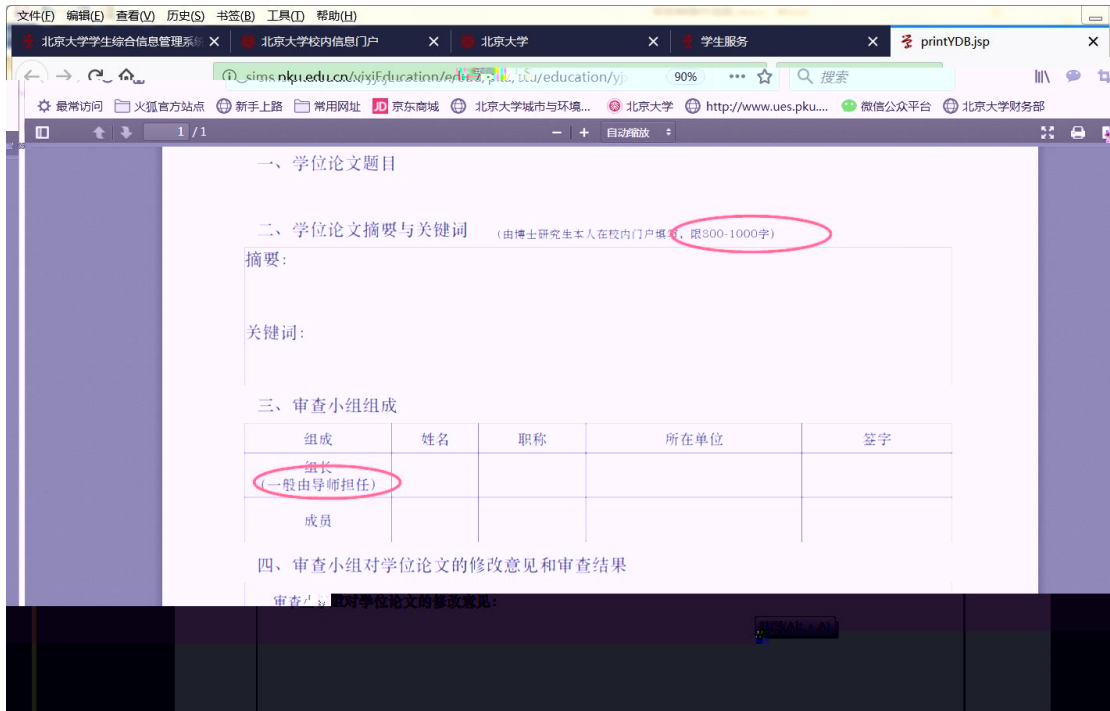 文件(F) 编辑(E) 查看(V) 历史(S) 书签(B) 工具(T) 帮助(H)
北京大学学生综合信息管理系统 北京大学校内信息门户 北京大学 学生服务 printYDB.jsp
sims.pku.edu.cn/ 90% 搜索
最常访问 火狐官方站点 新手上路 常用网址 JD 京东商城 北京大学城市与环境... 北京大学 http://www.ues.pku.... 微信公众平台 北京大学财务部
1 / 1 − + 自动缩放
一、学位论文题目
二、学位论文摘要与关键词 (由博士研究生本人在校内门户填写，限800-1000字)
摘要：
关键词：
三、审查小组组成
组成 姓名 职称 所在单位 签字
组长
(一般由导师担任)
成员
四、审查小组对学位论文的修改意见和审查结果
审查小组对学位论文的修改意见：